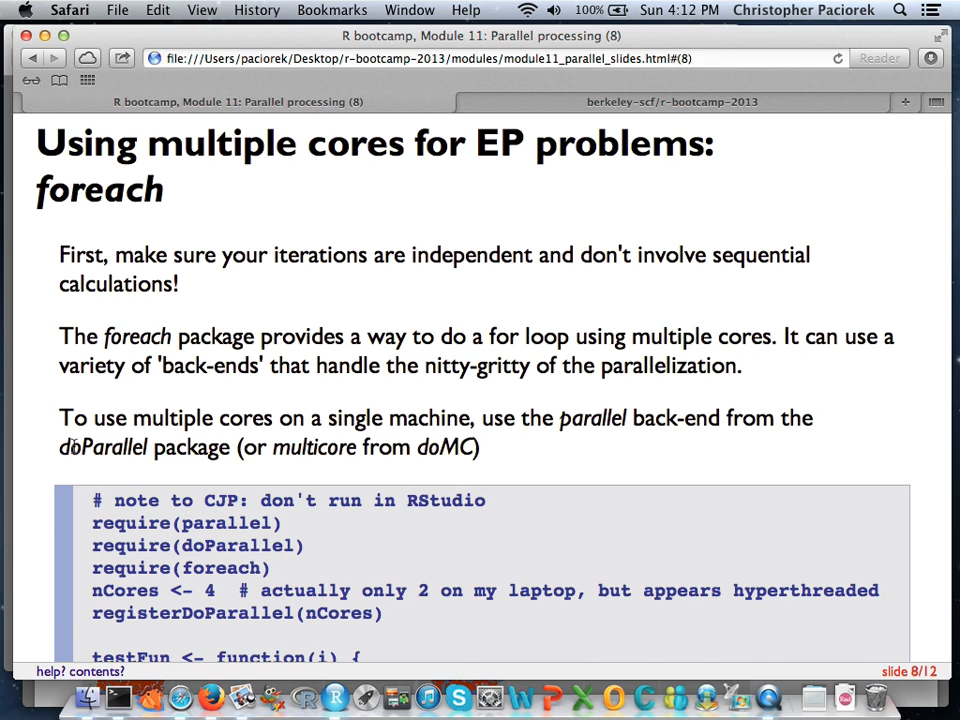 Safari File Edit View History Bookmarks Window Help 100% Sun 4:12 PM Christopher Paciorek
R bootcamp, Module 11: Parallel processing (8)
file:///Users/paciorek/Desktop/r-bootcamp-2013/modules/module11_parallel_slides.html#(8) Reader
R bootcamp, Module 11: Parallel processing (8) berkeley-scf/r-bootcamp-2013
Using multiple cores for EP problems:
foreach
First, make sure your iterations are independent and don't involve sequential
calculations!
The foreach package provides a way to do a for loop using multiple cores. It can use a
variety of 'back-ends' that handle the nitty-gritty of the parallelization.
To use multiple cores on a single machine, use the parallel back-end from the
doParallel package (or multicore from doMC)
# note to CJP: don't run in RStudio
require(parallel)
require(doParallel)
require(foreach)
nCores <- 4  # actually only 2 on my laptop, but appears hyperthreaded
registerDoParallel(nCores)
testFun <- function(i) {
help? contents? slide 8/12